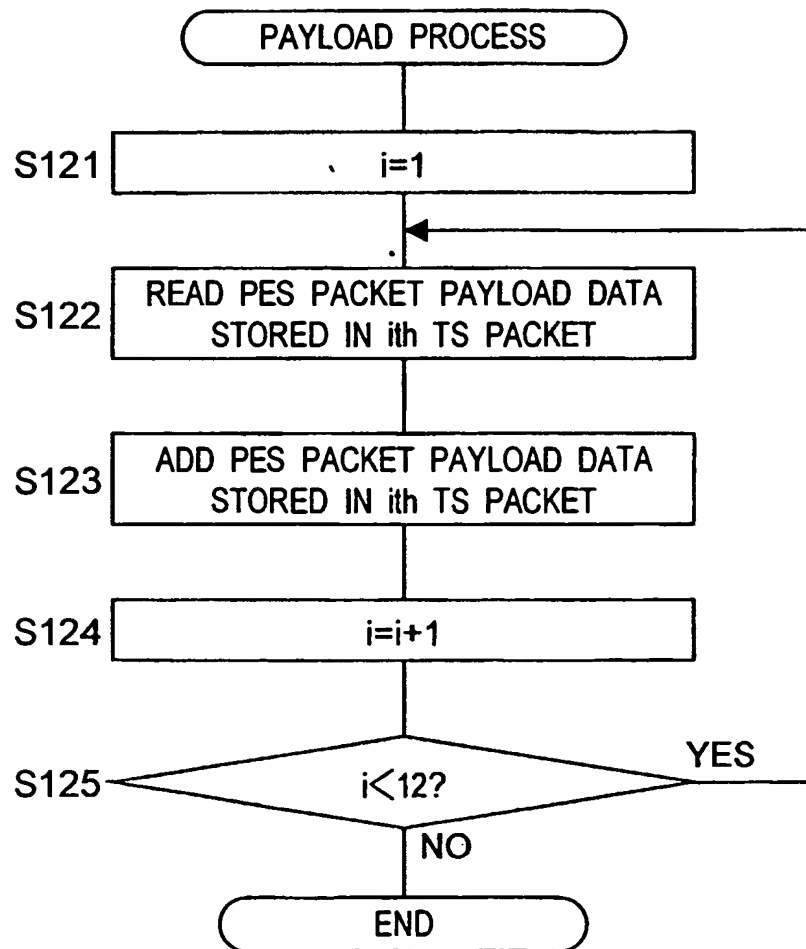 PAYLOAD PROCESS
S121
i=1
S122
READ PES PACKET PAYLOAD DATA
STORED IN ith TS PACKET
S123
ADD PES PACKET PAYLOAD DATA
STORED IN ith TS PACKET
S124
i=i+1
S125
i<12?
YES
NO
END